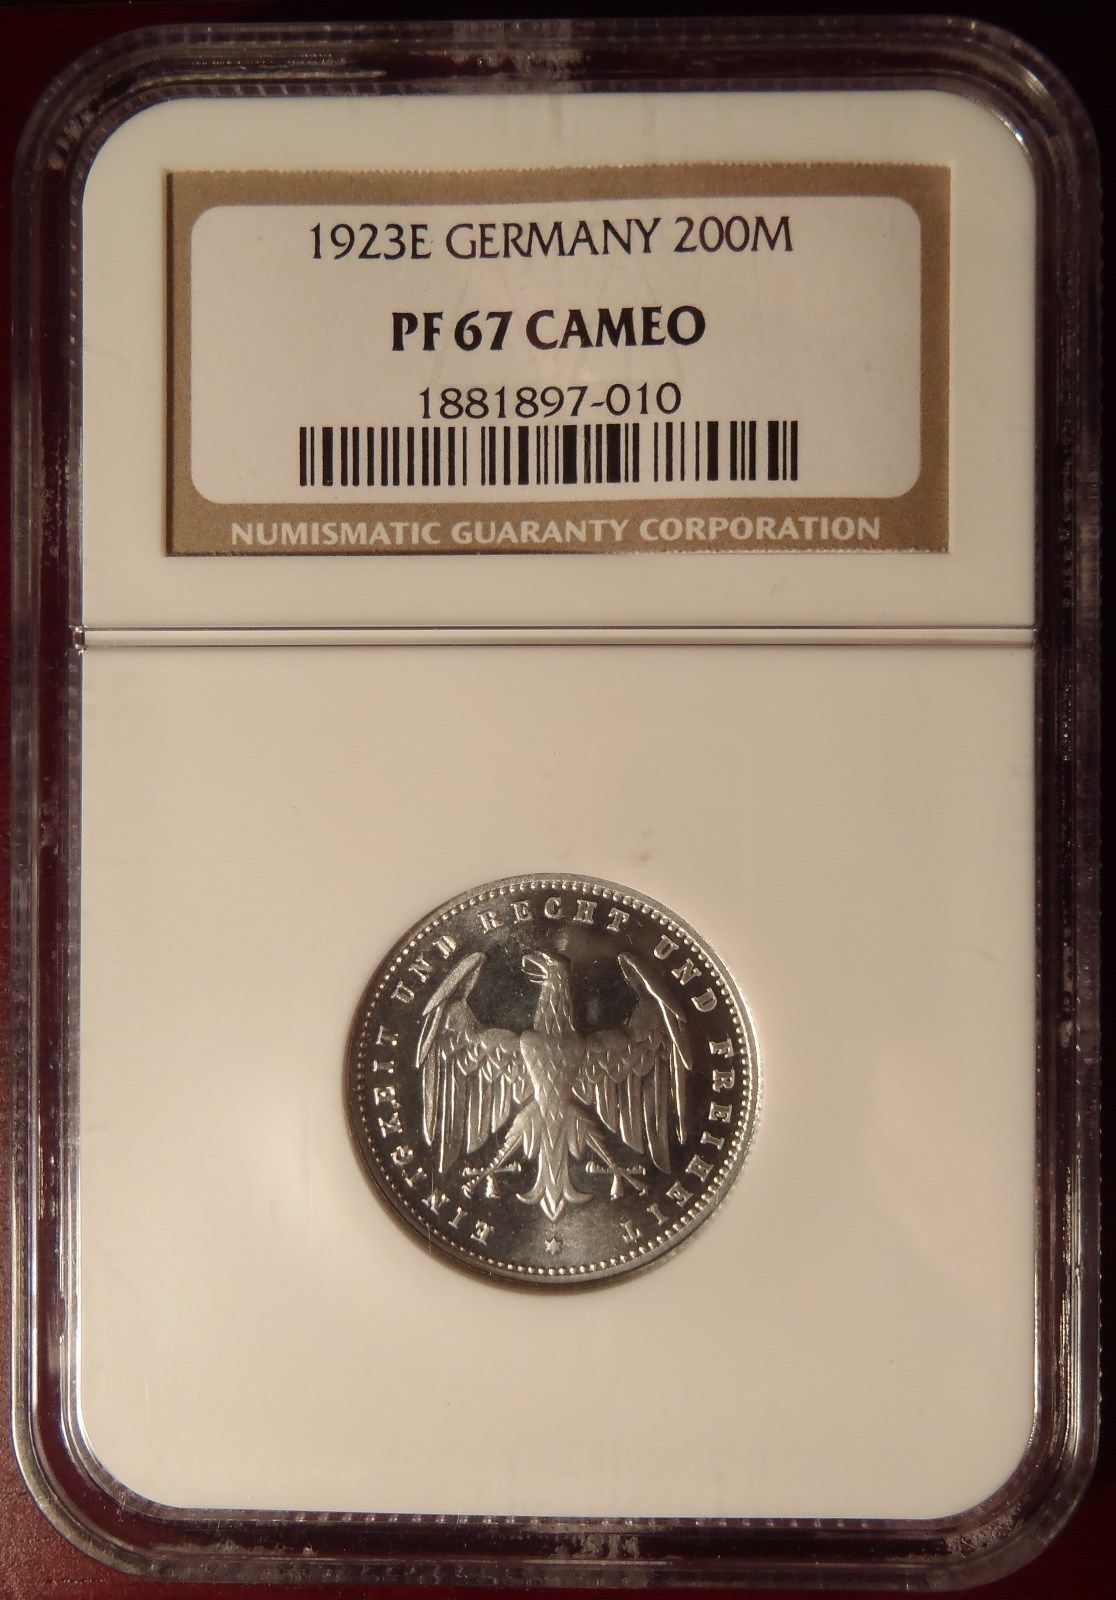 1923E GERMANY 200M
PF 67 CAMEO
1881897-010
NUMISMATIC GUARANTY CORPORATION
EINIGKEIT UND RECHT UND FREIHEIT